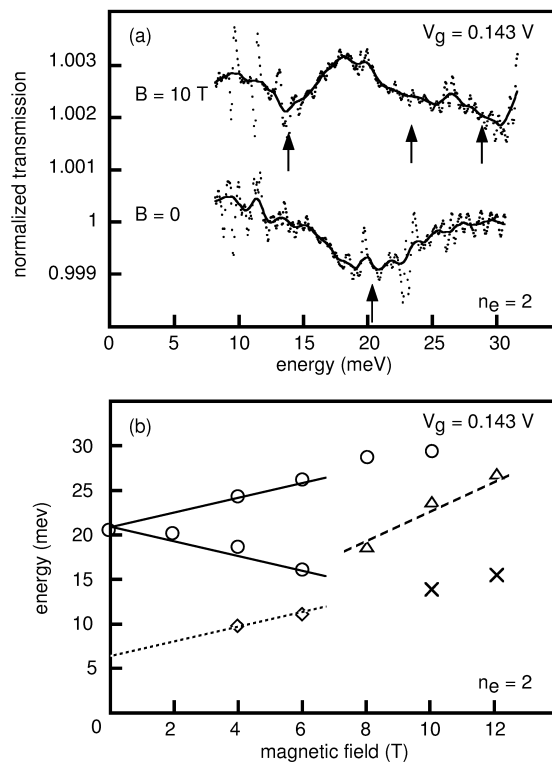 (a)
V_g = 0.143 V
1.003
B = 10 T
1.002
normalized transmission
1.001
B = 0
1
0.999
n_e = 2
0 5 10 15 20 25 30
energy (meV)
(b)
V_g = 0.143 V
30
25
20
energy (mev)
15
10
5
n_e = 2
0 2 4 6 8 10 12
magnetic field (T)